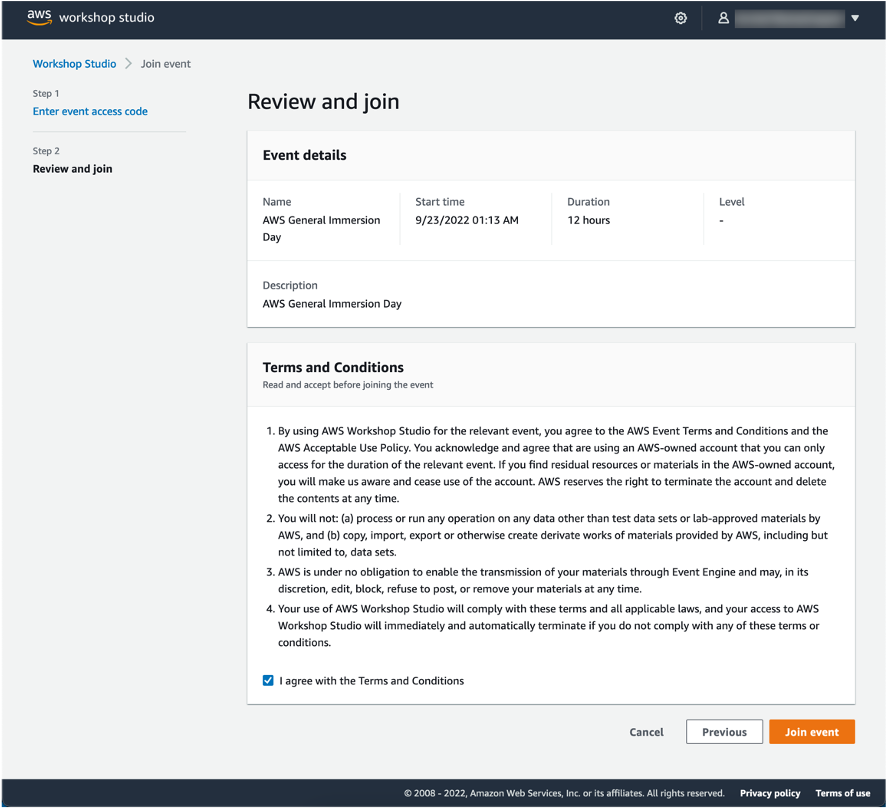 aws workshop studio
Workshop Studio > Join event
Step 1
Enter event access code
Step 2
Review and join
Review and join
Event details
Name
AWS General Immersion
Day
Start time
9/23/2022 01:13 AM
Duration
12 hours
Level
-
Description
AWS General Immersion Day
Terms and Conditions
Read and accept before joining the event
1. By using AWS Workshop Studio for the relevant event, you agree to the AWS Event Terms and Conditions and the
AWS Acceptable Use Policy. You acknowledge and agree that are using an AWS-owned account that you can only
access for the duration of the relevant event. If you find residual resources or materials in the AWS-owned account,
you will make us aware and cease use of the account. AWS reserves the right to terminate the account and delete
the contents at any time.
2. You will not: (a) process or run any operation on any data other than test data sets or lab-approved materials by
AWS, and (b) copy, import, export or otherwise create derivate works of materials provided by AWS, including but
not limited to, data sets.
3. AWS is under no obligation to enable the transmission of your materials through Event Engine and may, in its
discretion, edit, block, refuse to post, or remove your materials at any time.
4. Your use of AWS Workshop Studio will comply with these terms and all applicable laws, and your access to AWS
Workshop Studio will immediately and automatically terminate if you do not comply with any of these terms or
conditions.
I agree with the Terms and Conditions
Cancel
Previous
Join event
© 2008 - 2022, Amazon Web Services, Inc. or its affiliates. All rights reserved. Privacy policy Terms of use